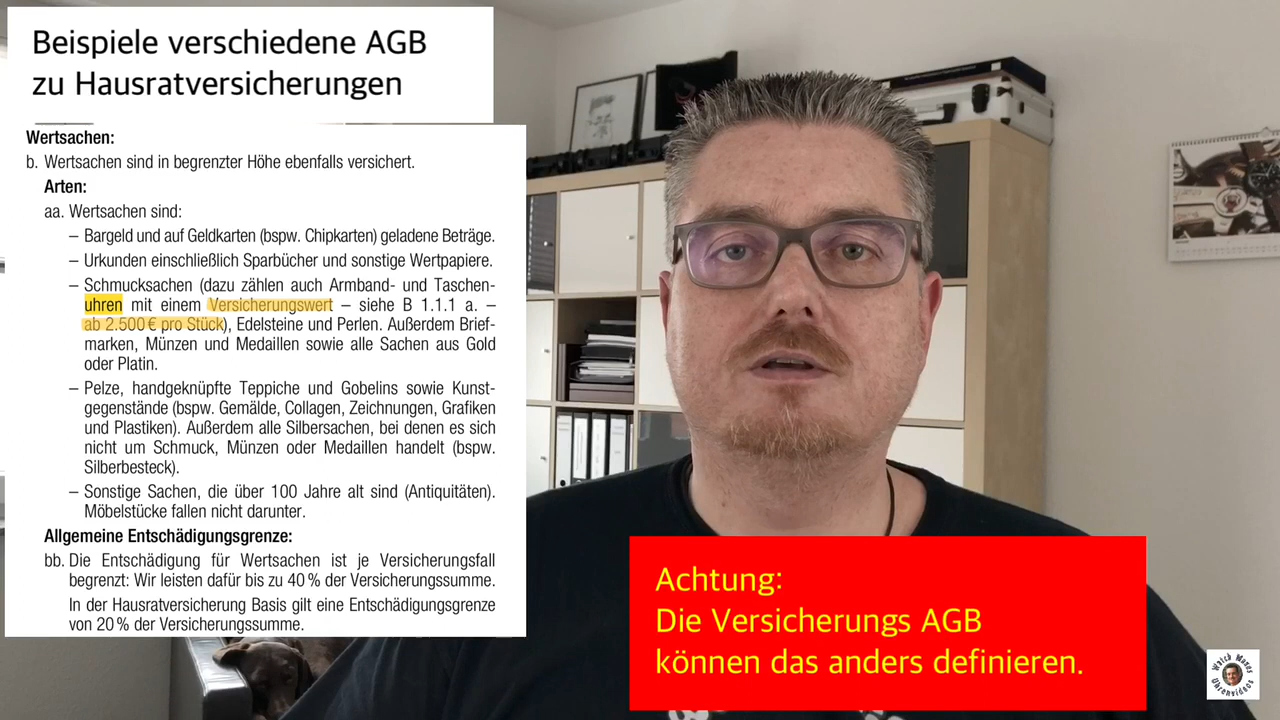 Beispiele verschiedene AGB
zu Hausratversicherungen
Wertsachen:
b. Wertsachen sind in begrenzter Höhe ebenfalls versichert.
Arten:
aa. Wertsachen sind:
– Bargeld und auf Geldkarten (bspw. Chipkarten) geladene Beträge.
– Urkunden einschließlich Sparbücher und sonstige Wertpapiere.
– Schmucksachen (dazu zählen auch Armband- und Taschen-
uhren mit einem Versicherungswert – siehe B 1.1.1 a. –
ab 2.500 € pro Stück), Edelsteine und Perlen. Außerdem Brief-
marken, Münzen und Medaillen sowie alle Sachen aus Gold
oder Platin.
– Pelze, handgeknüpfte Teppiche und Gobelins sowie Kunst-
gegenstände (bspw. Gemälde, Collagen, Zeichnungen, Grafiken
und Plastiken). Außerdem alle Silbersachen, bei denen es sich
nicht um Schmuck, Münzen oder Medaillen handelt (bspw.
Silberbesteck).
– Sonstige Sachen, die über 100 Jahre alt sind (Antiquitäten).
Möbelstücke fallen nicht darunter.
Allgemeine Entschädigungsgrenze:
bb. Die Entschädigung für Wertsachen ist je Versicherungsfall
begrenzt: Wir leisten dafür bis zu 40 % der Versicherungssumme.
In der Hausratversicherung Basis gilt eine Entschädigungsgrenze
von 20 % der Versicherungssumme.
Achtung:
Die Versicherungs AGB
können das anders definieren.
Watch Monas
Uhrenvideos